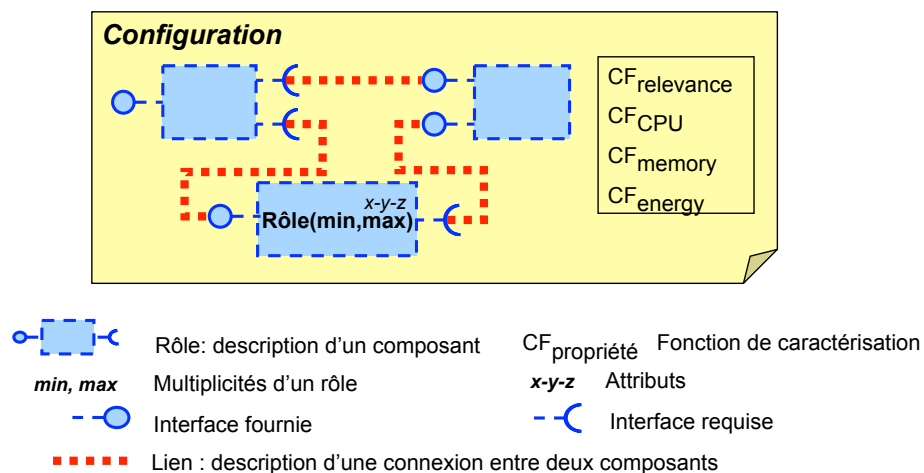 Configuration
CFrelevance
CFCPU
CFmemory
CFenergy
x-y-z
Rôle(min,max)
Rôle: description d'un composant
CFpropriété Fonction de caractérisation
min, max Multiplicités d'un rôle
x-y-z Attributs
Interface fournie
Interface requise
Lien : description d'une connexion entre deux composants